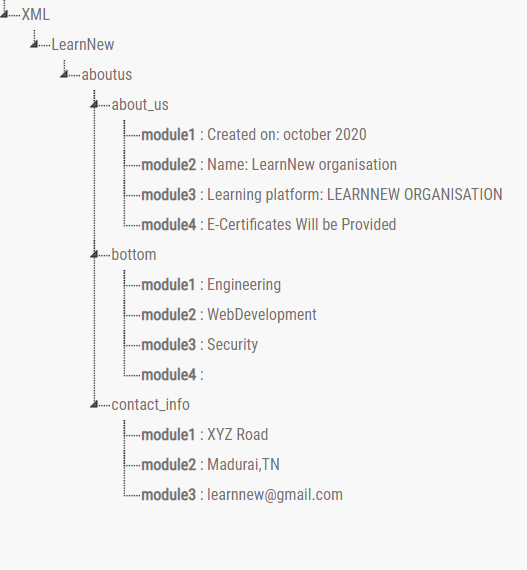 XML
LearnNew
aboutus
about_us
module1 : Created on: october 2020
module2 : Name: LearnNew organisation
module3 : Learning platform: LEARNNEW ORGANISATION
module4 : E-Certificates Will be Provided
bottom
module1 : Engineering
module2 : WebDevelopment
module3 : Security
module4 :
contact_info
module1 : XYZ Road
module2 : Madurai,TN
module3 : learnnew@gmail.com